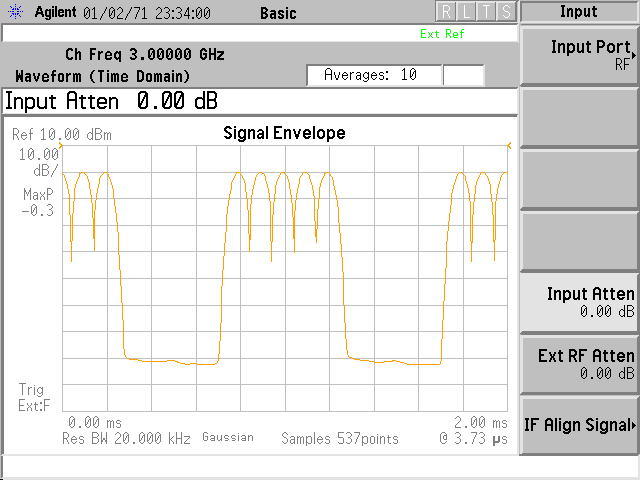 Agilent 01/02/71 23:34:00 Basic R L T S Input
Ext Ref
Ch Freq 3.00000 GHz
Waveform (Time Domain) Averages: 10
Input Port
RF
Input Atten 0.00 dB
Ref 10.00 dBm Signal Envelope
10.00
dB/
MaxP
-0.3
Input Atten
0.00 dB
Ext RF Atten
0.00 dB
Trig
Ext:F
IF Align Signal
0.00 ms 2.00 ms
Res BW 20.000 kHz Gaussian Samples 537points @ 3.73 µs